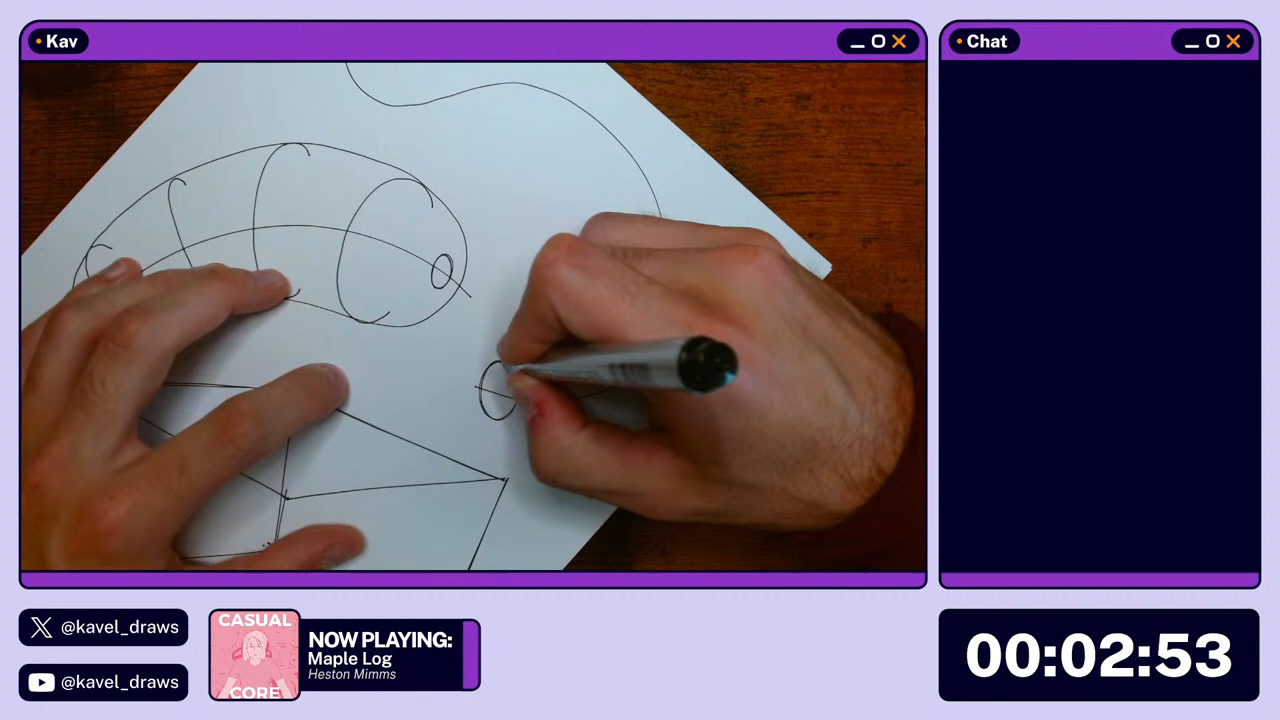 Kav
Chat
@kavel_draws
@kavel_draws
CASUAL
CORE
NOW PLAYING:
Maple Log
Heston Mimms
00:02:53